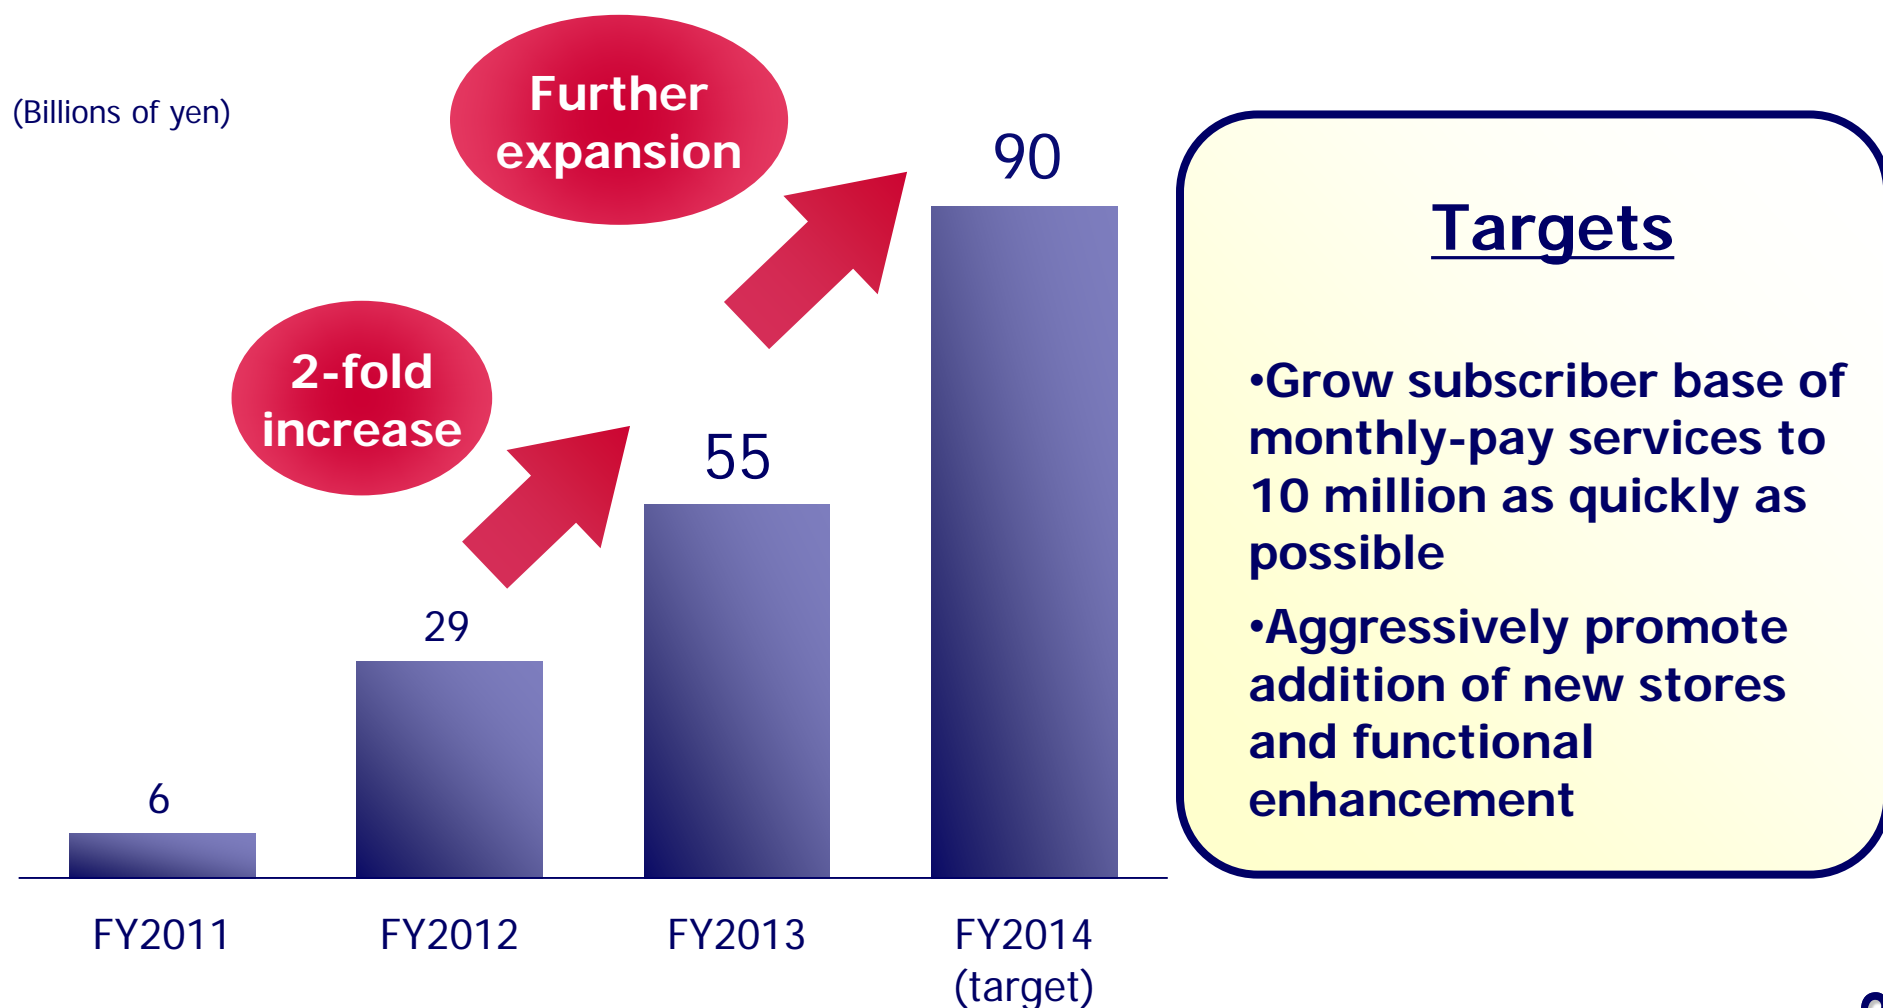 (Billions of yen)
Further
expansion
90
2-fold
increase
55
29
6
FY2011
FY2012
FY2013
FY2014
(target)
Targets
•Grow subscriber base of
monthly-pay services to
10 million as quickly as
possible
•Aggressively promote
addition of new stores
and functional
enhancement